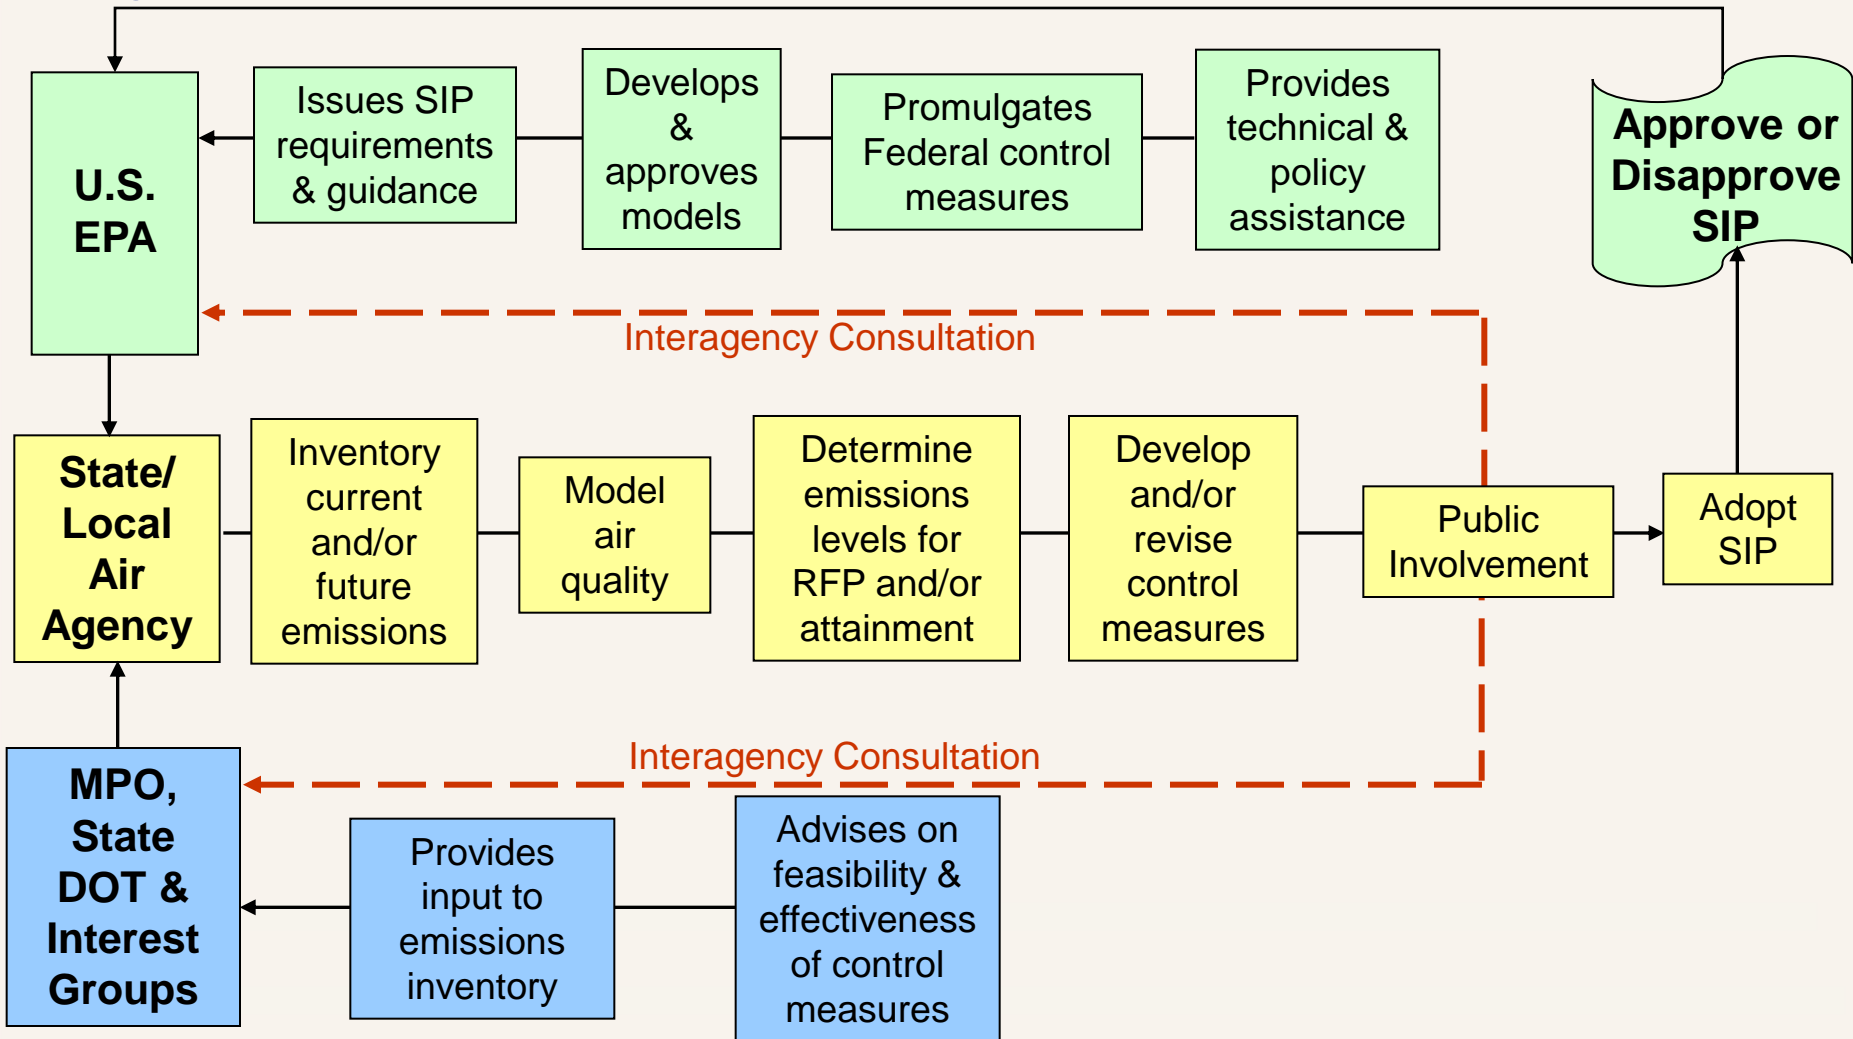 U.S.
EPA
Issues SIP
requirements
& guidance
Develops
&
approves
models
Promulgates
Federal control
measures
Provides
technical &
policy
assistance
Approve or
Disapprove
SIP
Interagency Consultation
State/
Local
Air
Agency
Inventory
current
and/or
future
emissions
Model
air
quality
Determine
emissions
levels for
RFP and/or
attainment
Develop
and/or
revise
control
measures
Public
Involvement
Adopt
SIP
Interagency Consultation
MPO,
State
DOT &
Interest
Groups
Provides
input to
emissions
inventory
Advises on
feasibility &
effectiveness
of control
measures